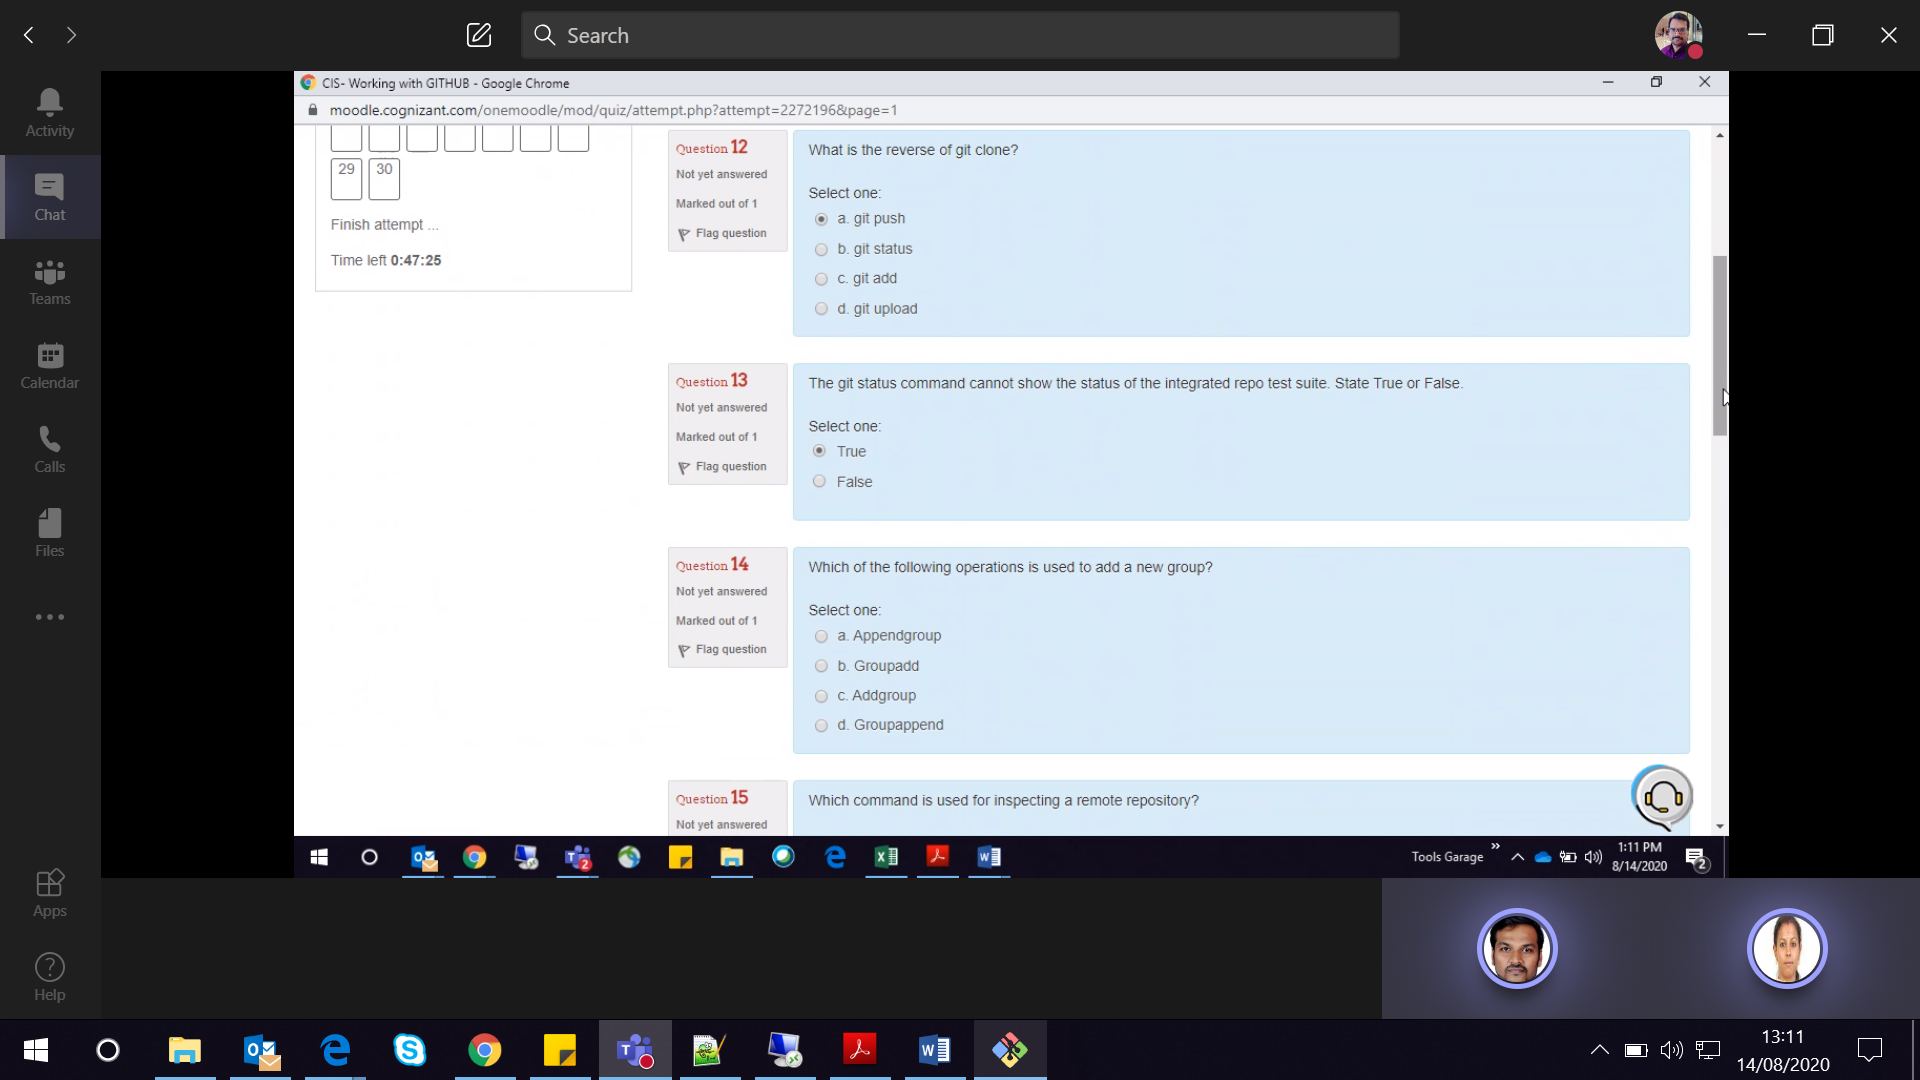 Search
Activity
Chat
Teams
Calendar
Calls
Files
Apps
Help
CIS- Working with GITHUB - Google Chrome
moodle.cognizant.com/onemoodle/mod/quiz/attempt.php?attempt=2272196&page=1
29 30
Finish attempt ...
Time left 0:47:25
Question 12
Not yet answered
Marked out of 1
Flag question
What is the reverse of git clone?
Select one:
a. git push
b. git status
c. git add
d. git upload
Question 13
Not yet answered
Marked out of 1
Flag question
The git status command cannot show the status of the integrated repo test suite. State True or False.
Select one:
True
False
Question 14
Not yet answered
Marked out of 1
Flag question
Which of the following operations is used to add a new group?
Select one:
a. Appendgroup
b. Groupadd
c. Addgroup
d. Groupappend
Question 15
Not yet answered
Which command is used for inspecting a remote repository?
Tools Garage
1:11 PM
8/14/2020
2
2
13:11
14/08/2020